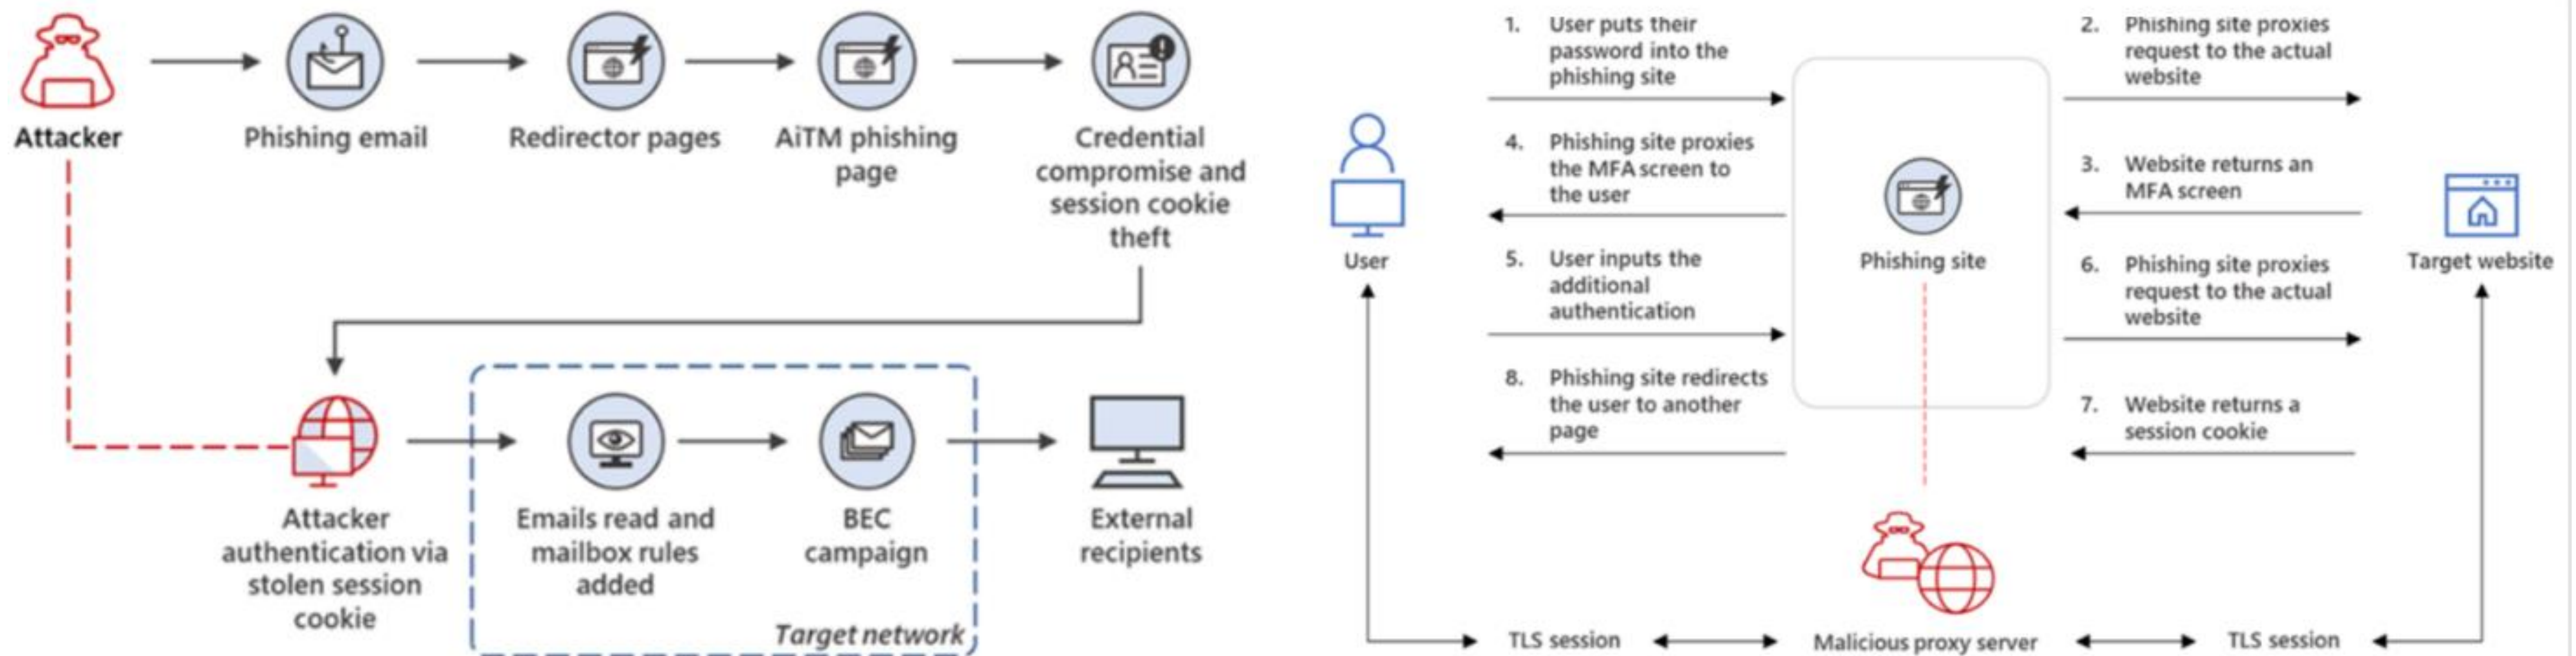 Attacker
Phishing email
Redirector pages
AiTM phishing
page
Credential
compromise and
session cookie
theft
Attacker
authentication via
stolen session
cookie
Emails read and
mailbox rules
added
BEC
campaign
Target network
External
recipients
1. User puts their
password into the
phishing site
2. Phishing site proxies
request to the actual
website
3. Website returns an
MFA screen
4. Phishing site proxies
the MFA screen to
the user
5. User inputs the
additional
authentication
6. Phishing site proxies
request to the actual
website
7. Website returns a
session cookie
8. Phishing site redirects
the user to another
page
User
Phishing site
Target website
TLS session
Malicious proxy server
TLS session